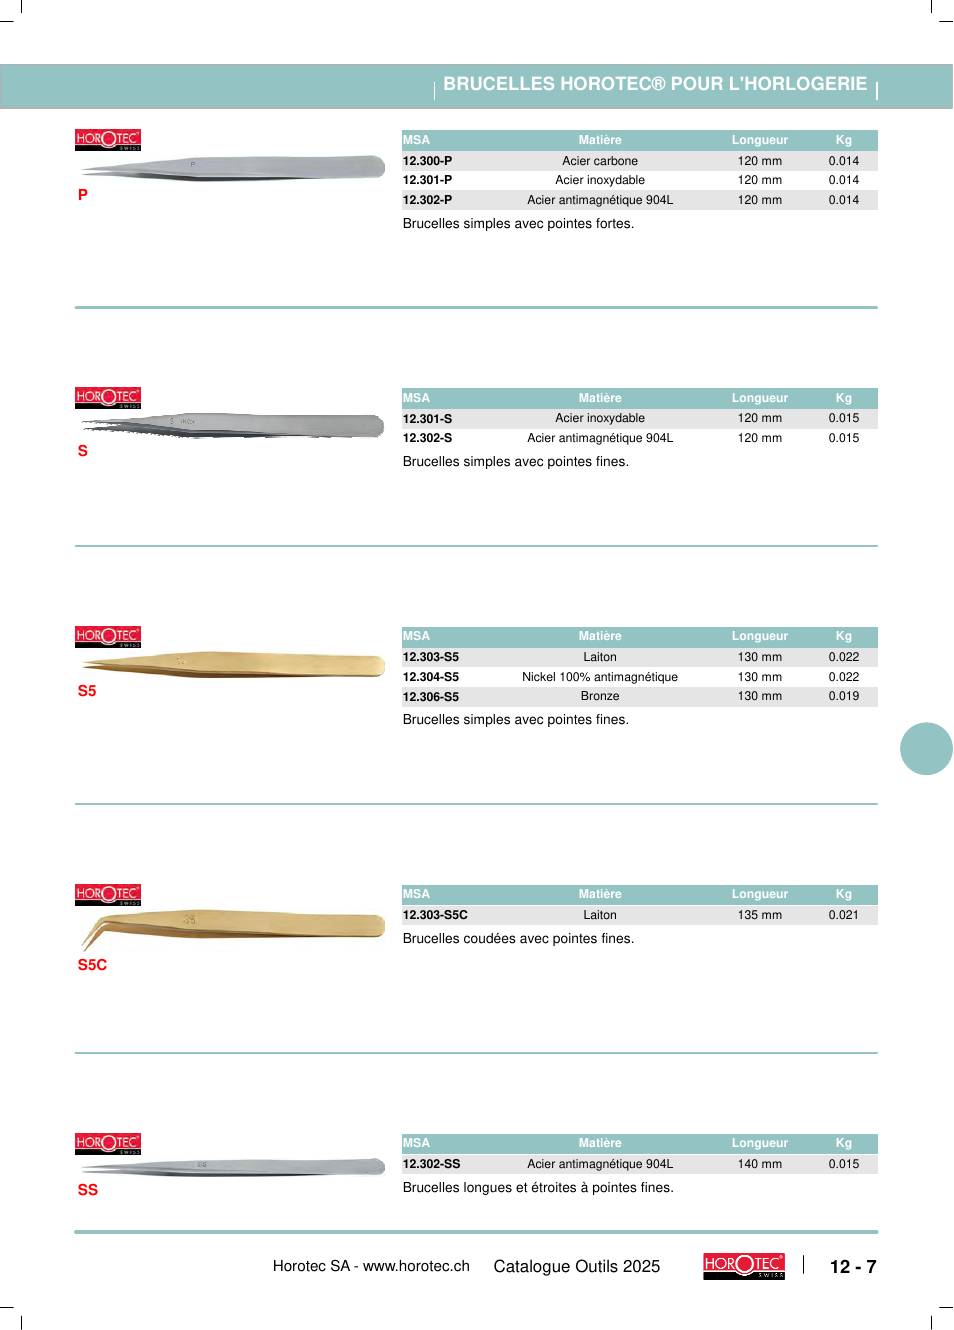 BRUCELLES HOROTEC® POUR L'HORLOGERIE
HOROTEC®
SWISS
P
P
MSA Matière Longueur Kg
12.300-P Acier carbone 120 mm 0.014
12.301-P Acier inoxydable 120 mm 0.014
12.302-P Acier antimagnétique 904L 120 mm 0.014
Brucelles simples avec pointes fortes.
HOROTEC®
SWISS
S inox
S
MSA Matière Longueur Kg
12.301-S Acier inoxydable 120 mm 0.015
12.302-S Acier antimagnétique 904L 120 mm 0.015
Brucelles simples avec pointes fines.
HOROTEC®
SWISS
S5
MSA Matière Longueur Kg
12.303-S5 Laiton 130 mm 0.022
12.304-S5 Nickel 100% antimagnétique 130 mm 0.022
12.306-S5 Bronze 130 mm 0.019
Brucelles simples avec pointes fines.
HOROTEC®
SWISS
S5C
MSA Matière Longueur Kg
12.303-S5C Laiton 135 mm 0.021
Brucelles coudées avec pointes fines.
HOROTEC®
SWISS
SS
SS
MSA Matière Longueur Kg
12.302-SS Acier antimagnétique 904L 140 mm 0.015
Brucelles longues et étroites à pointes fines.
Horotec SA - www.horotec.ch Catalogue Outils 2025 HOROTEC® SWISS 12 - 7